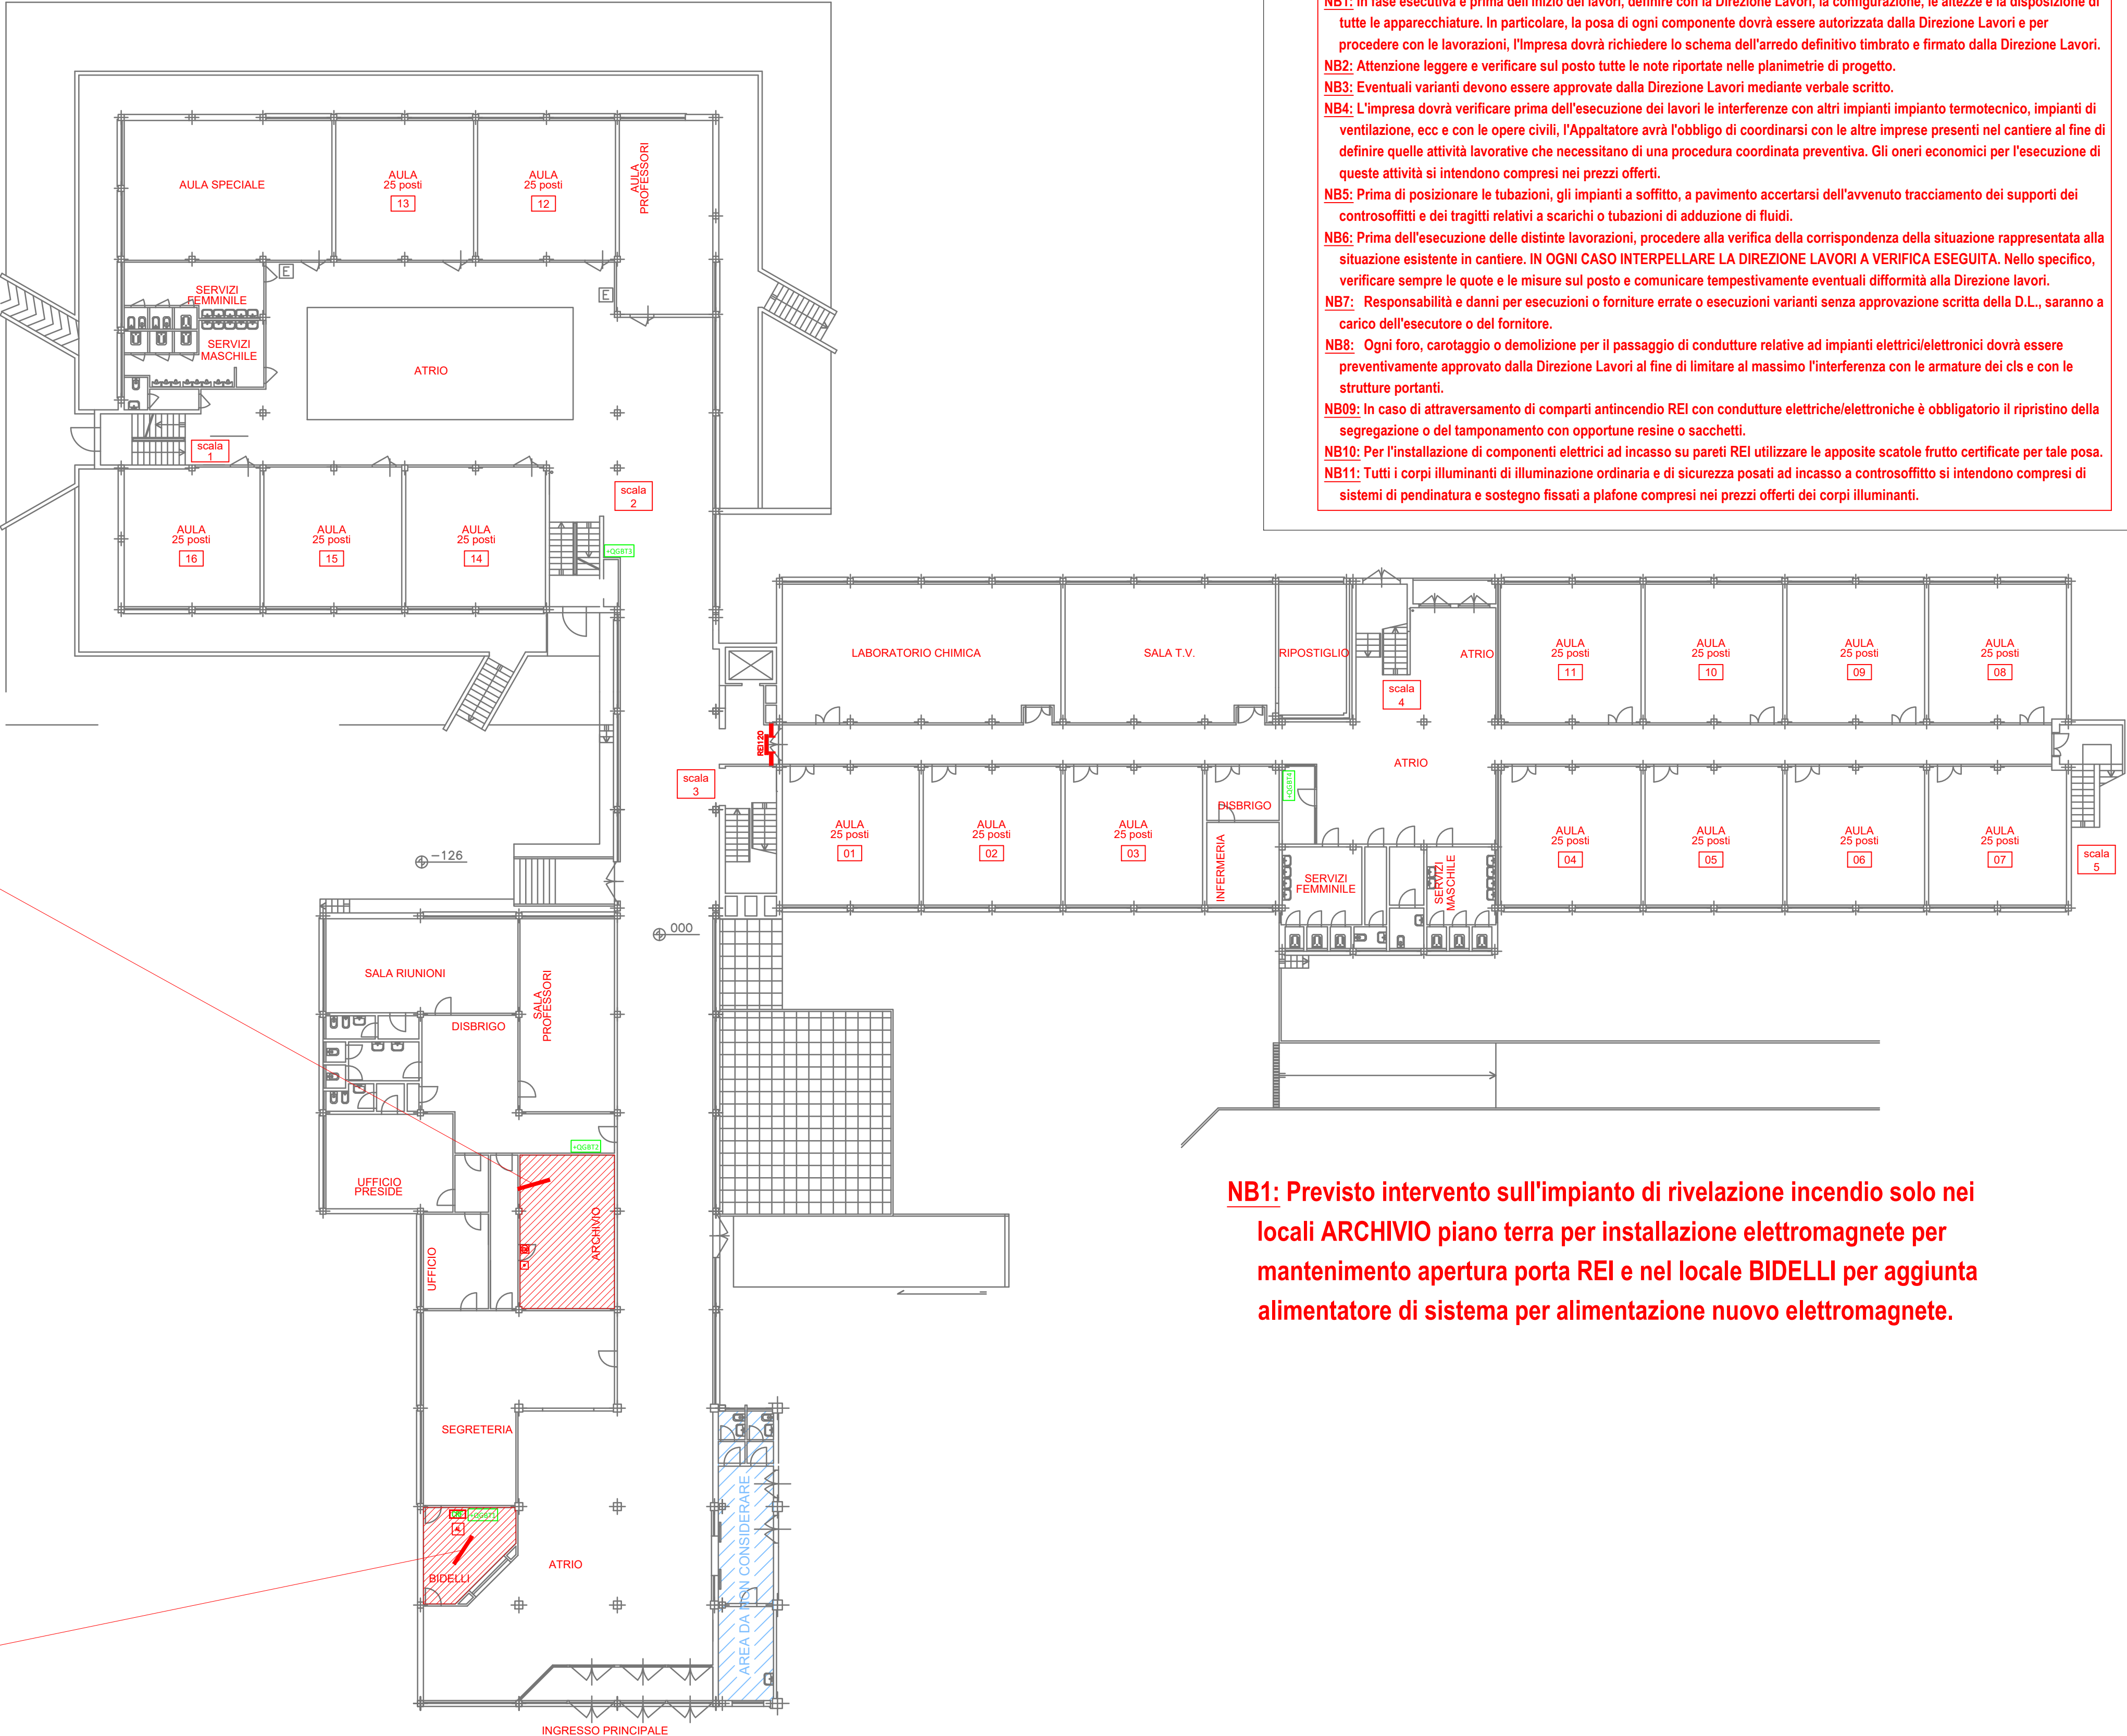 NB1: In fase esecutiva e prima dell'inizio dei lavori, definire con la Direzione Lavori, la configurazione, le altezze e la disposizione di
tutte le apparecchiature. In particolare, la posa di ogni componente dovrà essere autorizzata dalla Direzione Lavori e per
procedere con le lavorazioni, l'Impresa dovrà richiedere lo schema dell'arredo definitivo timbrato e firmato dalla Direzione Lavori.
NB2: Attenzione leggere e verificare sul posto tutte le note riportate nelle planimetrie di progetto.
NB3: Eventuali varianti devono essere approvate dalla Direzione Lavori mediante verbale scritto.
NB4: L'impresa dovrà verificare prima dell'esecuzione dei lavori le interferenze con altri impianti impianto termotecnico, impianti di
ventilazione, ecc e con le opere civili, l'Appaltatore avrà l'obbligo di coordinarsi con le altre imprese presenti nel cantiere al fine di
definire quelle attività lavorative che necessitano di una procedura coordinata preventiva. Gli oneri economici per l'esecuzione di
queste attività si intendono compresi nei prezzi offerti.
NB5: Prima di posizionare le tubazioni, gli impianti a soffitto, a pavimento accertarsi dell'avvenuto tracciamento dei supporti dei
controsoffitti e dei tragitti relativi a scarichi o tubazioni di adduzione di fluidi.
NB6: Prima dell'esecuzione delle distinte lavorazioni, procedere alla verifica della corrispondenza della situazione rappresentata alla
situazione esistente in cantiere. IN OGNI CASO INTERPELLARE LA DIREZIONE LAVORI A VERIFICA ESEGUITA. Nello specifico,
verificare sempre le quote e le misure sul posto e comunicare tempestivamente eventuali difformità alla Direzione lavori.
NB7: Responsabilità e danni per esecuzioni o forniture errate o esecuzioni varianti senza approvazione scritta della D.L., saranno a
carico dell'esecutore o del fornitore.
NB8: Ogni foro, carotaggio o demolizione per il passaggio di condutture relative ad impianti elettrici/elettronici dovrà essere
preventivamente approvato dalla Direzione Lavori al fine di limitare al massimo l'interferenza con le armature dei cls e con le
strutture portanti.
NB09: In caso di attraversamento di comparti antincendio REI con condutture elettriche/elettroniche è obbligatorio il ripristino della
segregazione o del tamponamento con opportune resine o sacchetti.
NB10: Per l'installazione di componenti elettrici ad incasso su pareti REI utilizzare le apposite scatole frutto certificate per tale posa.
NB11: Tutti i corpi illuminanti di illuminazione ordinaria e di sicurezza posati ad incasso a controsoffitto si intendono compresi di
sistemi di pendinatura e sostegno fissati a plafone compresi nei prezzi offerti dei corpi illuminanti.
AULA SPECIALE
AULA
25 posti
13
AULA
25 posti
12
AULA
PROFESSORI
E
E
SERVIZI
FEMMINILE
SERVIZI
MASCHILE
ATRIO
scala
1
scala
2
AULA
25 posti
16
AULA
25 posti
15
AULA
25 posti
14
+QGBT3
LABORATORIO CHIMICA
SALA T.V.
RIPOSTIGLIO
ATRIO
scala
4
AULA
25 posti
11
AULA
25 posti
10
AULA
25 posti
09
AULA
25 posti
08
REI120
scala
3
ATRIO
+QGBT4
AULA
25 posti
01
AULA
25 posti
02
AULA
25 posti
03
DISBRIGO
INFERMERIA
SERVIZI
FEMMINILE
SERVIZI
MASCHILE
AULA
25 posti
04
AULA
25 posti
05
AULA
25 posti
06
AULA
25 posti
07
scala
5
-126
000
SALA RIUNIONI
SALA
PROFESSORI
DISBRIGO
+QGBT2
UFFICIO
PRESIDE
ARCHIVIO
UFFICIO
NB1: Previsto intervento sull'impianto di rivelazione incendio solo nei
locali ARCHIVIO piano terra per installazione elettromagnete per
mantenimento apertura porta REI e nel locale BIDELLI per aggiunta
alimentatore di sistema per alimentazione nuovo elettromagnete.
SEGRETERIA
+QGBT1
BIDELLI
ATRIO
AREA DA NON CONSIDERARE
INGRESSO PRINCIPALE